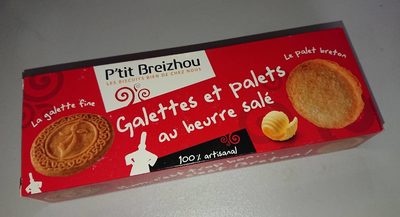 P'tit Breizhou
LES BISCUITS BIEN DE CHEZ NOUS
Le palet breton
La galette fine
Galettes et palets
au beurre salé
100% artisanal